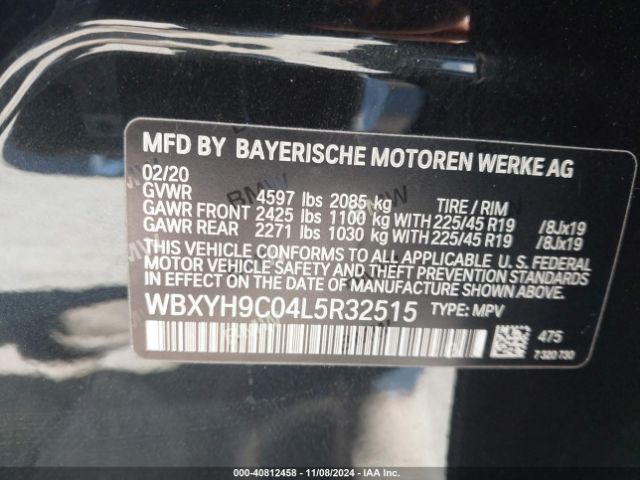 MFD BY BAYERISCHE MOTOREN WERKE AG
02/20
GVWR 4597 lbs 2085 kg TIRE / RIM
GAWR FRONT 2425 lbs 1100 kg WITH 225/45 R19 /8Jx19
GAWR REAR 2271 lbs 1030 kg WITH 225/45 R19 /8Jx19
THIS VEHICLE CONFORMS TO ALL APPLICABLE U.S. FEDERAL
MOTOR VEHICLE SAFETY AND THEFT PREVENTION STANDARDS
IN EFFECT ON THE DATE OF MANUFACTURE SHOWN ABOVE.
WBXYH9C04L5R32515 TYPE: MPV
475
7 320 730
000-40812458 - 11/08/2024 - IAAI.COM